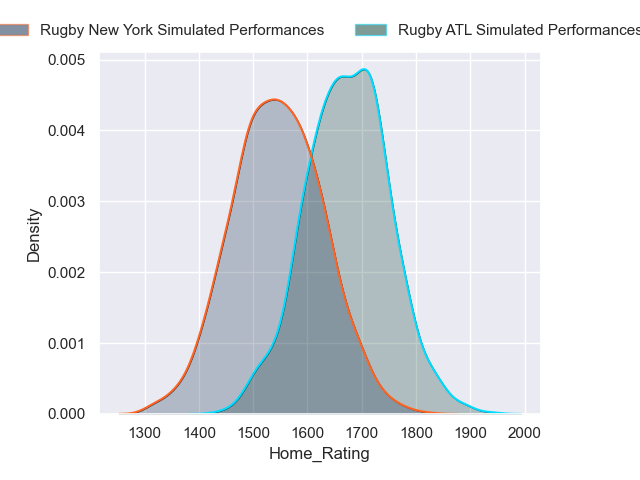 Rugby New York Simulated Performances
Rugby ATL Simulated Performances
0.005
0.004
0.003
0.002
0.001
0.000
Density
1300 1400 1500 1600 1700 1800 1900 2000
Home_Rating